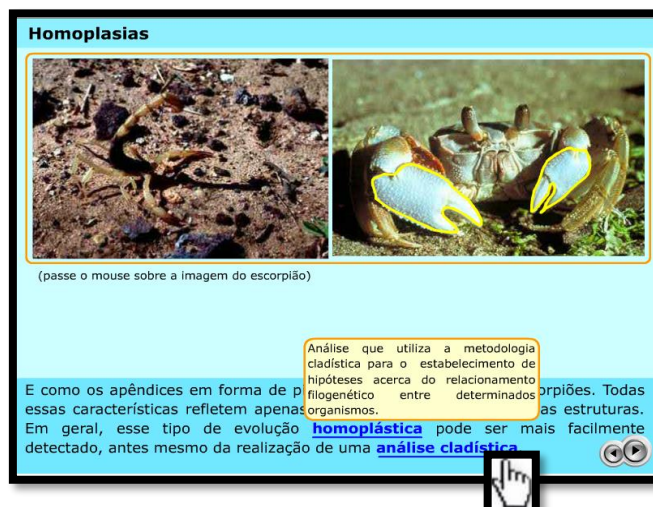 Homoplasias
(passe o mouse sobre a imagem do escorpião)
Análise que utiliza a metodologia
cladística para o estabelecimento de
hipóteses acerca do relacionamento
filogenético entre determinados
organismos.
E como os apêndices em forma de orpiões. Todas
essas características refletem apenas as estruturas.
Em geral, esse tipo de evolução homoplástica pode ser mais facilmente
detectado, antes mesmo da realização de uma análise cladística.